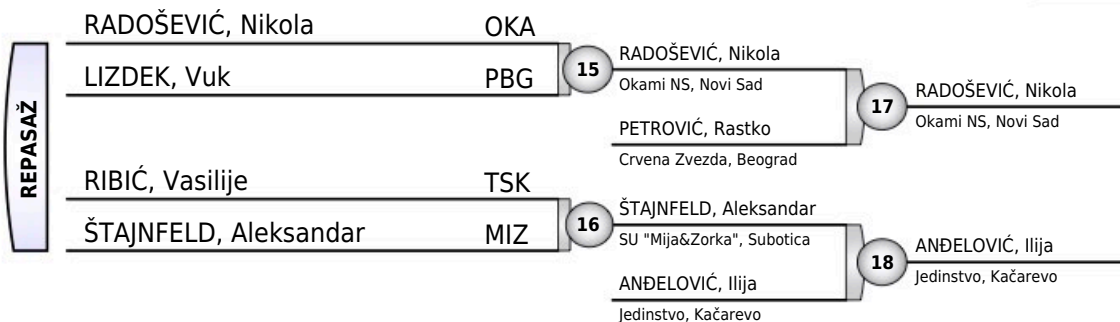 REPASAŽ
RADOŠEVIĆ, Nikola OKA
LIZDEK, Vuk PBG
RIBIĆ, Vasilije TSK
ŠTAJNFELD, Aleksandar MIZ
15
RADOŠEVIĆ, Nikola
Okami NS, Novi Sad
PETROVIĆ, Rastko
Crvena Zvezda, Beograd
16
ŠTAJNFELD, Aleksandar
SU "Mija&Zorka", Subotica
ANĐELOVIĆ, Ilija
Jedinstvo, Kačarevo
17
RADOŠEVIĆ, Nikola
Okami NS, Novi Sad
18
ANĐELOVIĆ, Ilija
Jedinstvo, Kačarevo